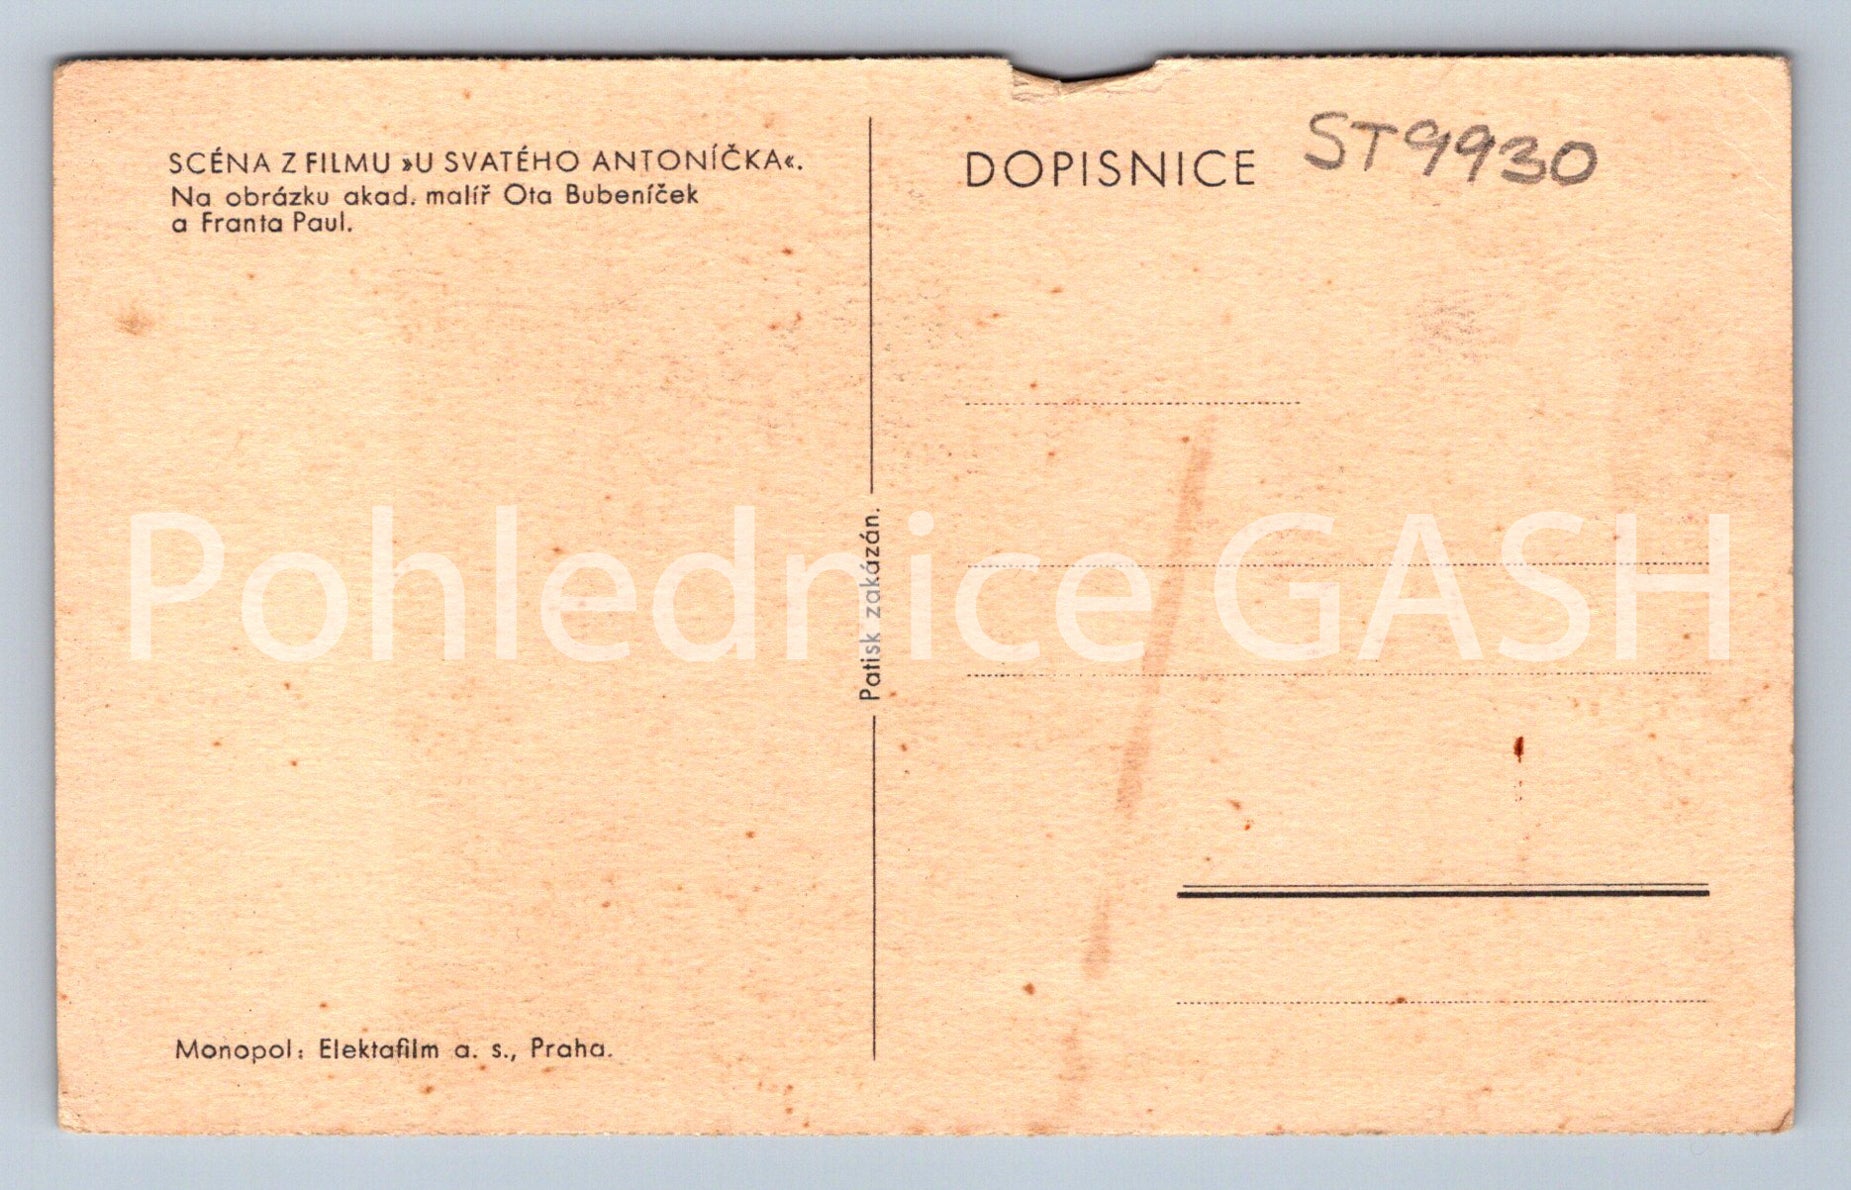 SCÉNA Z FILMU »U SVATÉHO ANTONÍČKA«.
Na obrázku akad. malíř Ota Bubeníček
a Franta Paul.
Monopol: Elektafilm a. s., Praha.
Patisk zakázán.
DOPISNICE
ST9930
Pohlednice GASH